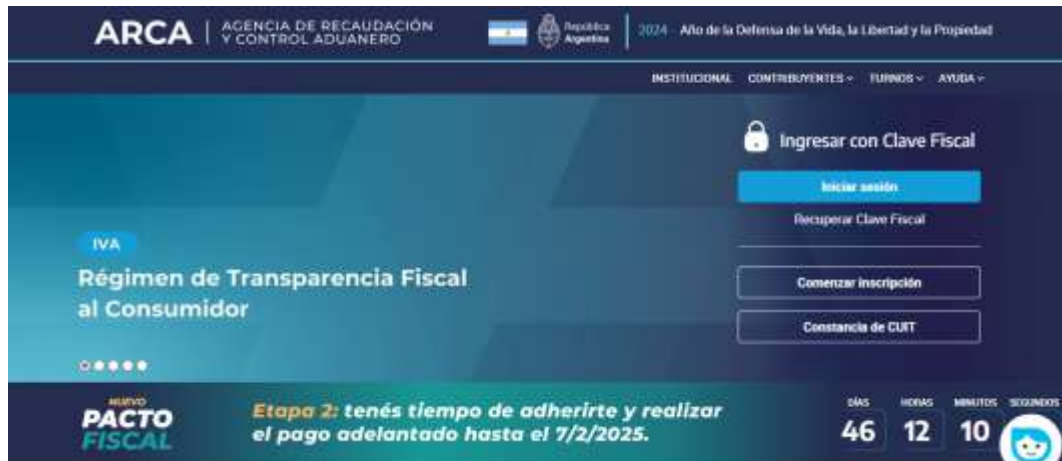 ARCA | AGENCIA DE RECAUDACIÓN
Y CONTROL ADUANERO
República
Argentina
2024 - Año de la Defensa de la Vida, la Libertad y la Propiedad
INSTITUCIONAL CONTRIBUYENTES TURNOS AYUDA
Ingresar con Clave Fiscal
Iniciar sesión
Recuperar Clave Fiscal
Comenzar inscripción
Constancia de CUIT
IVA
Régimen de Transparencia Fiscal
al Consumidor
NUEVO
PACTO
FISCAL
Etapa 2: tenés tiempo de adherirte y realizar
el pago adelantado hasta el 7/2/2025.
DÍAS HORAS MINUTOS SEGUNDOS
46 12 10